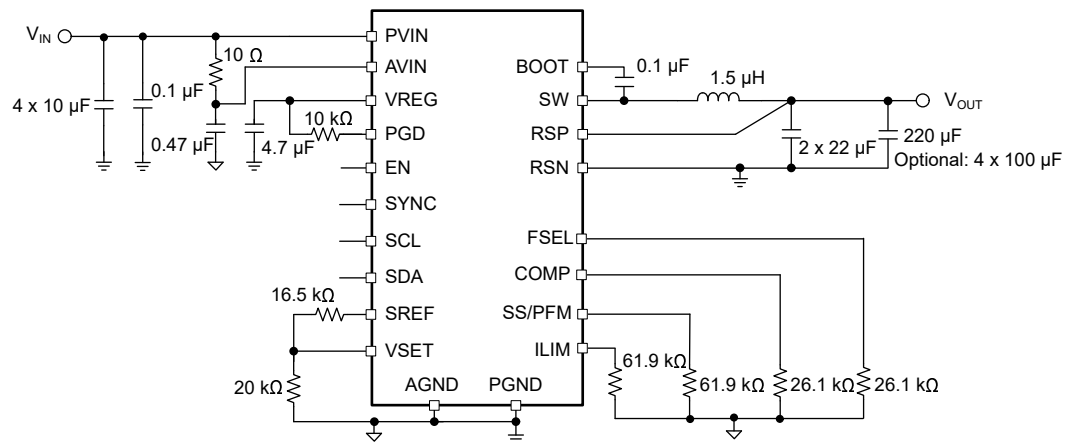 V_IN
4 x 10 µF
0.1 µF
10 Ω
0.47 µF
4.7 µF
10 kΩ
PVIN
AVIN
VREG
PGD
EN
SYNC
SCL
SDA
SREF
VSET
16.5 kΩ
20 kΩ
AGND
PGND
BOOT
SW
RSP
RSN
FSEL
COMP
SS/PFM
ILIM
0.1 µF
1.5 µH
V_OUT
2 x 22 µF
220 µF
Optional: 4 x 100 µF
61.9 kΩ
61.9 kΩ
26.1 kΩ
26.1 kΩ